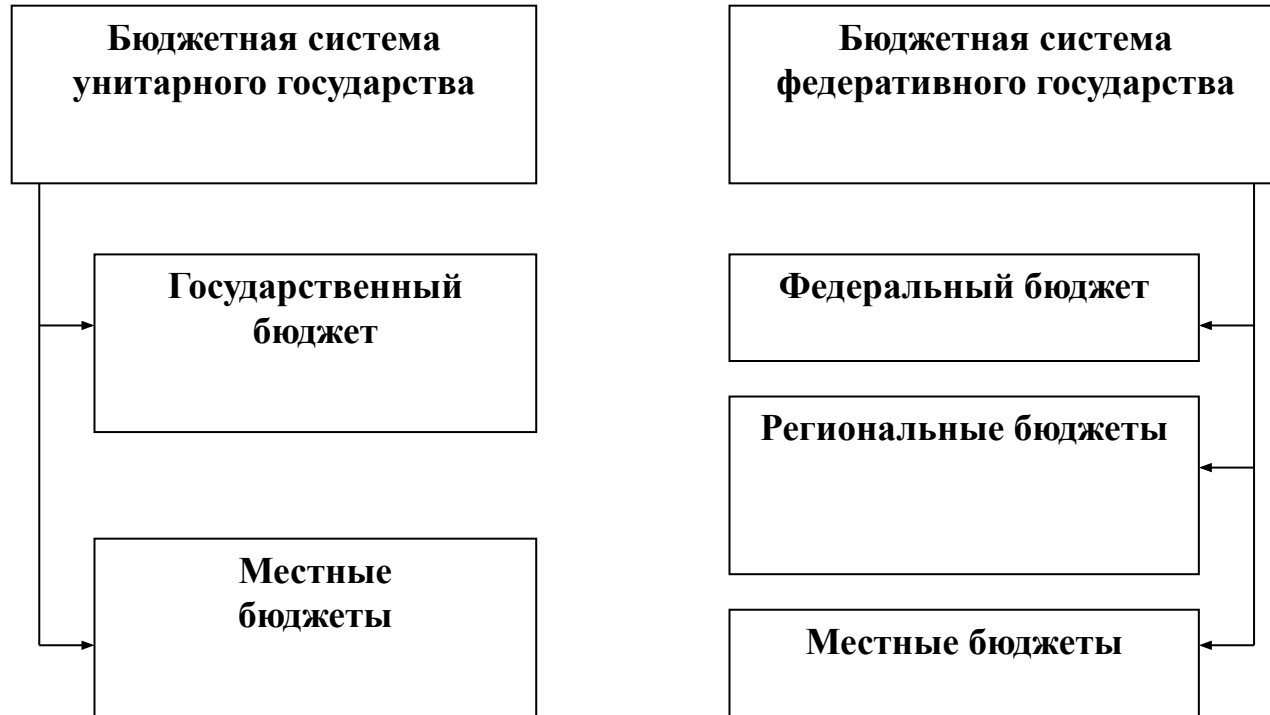 Бюджетная система
унитарного государства
Государственный
бюджет
Местные
бюджеты
Бюджетная система
федеративного государства
Федеральный бюджет
Региональные бюджеты
Местные бюджеты